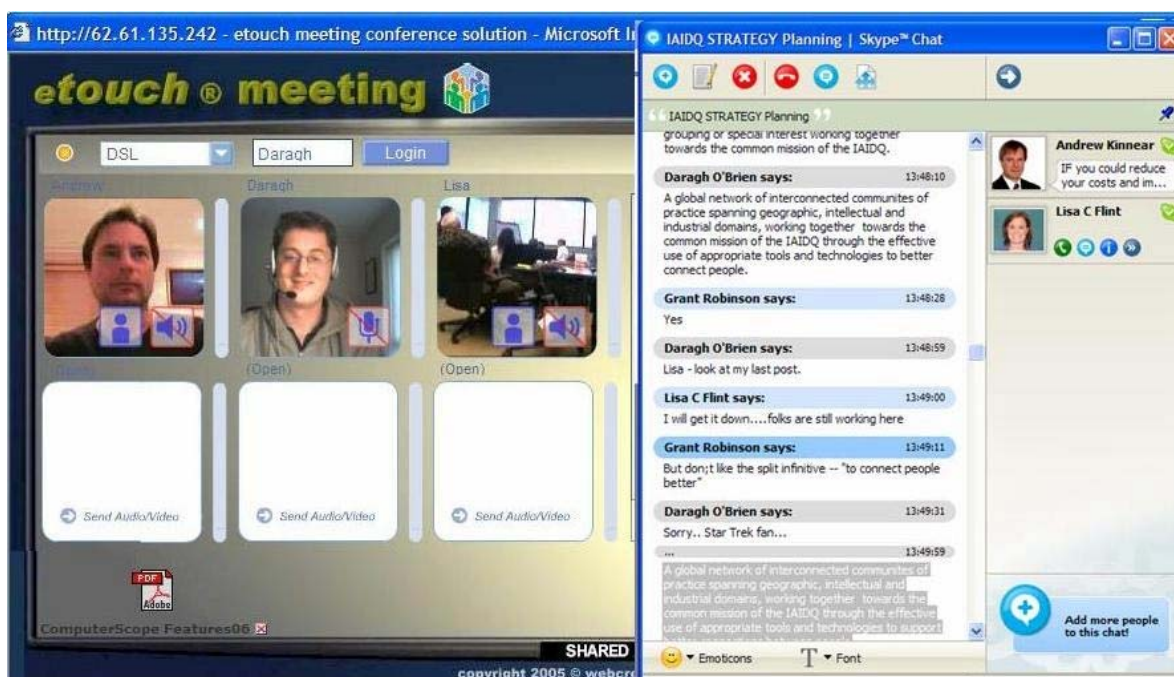 http://62.61.135.242 - etouch meeting conference solution - Microsoft I
etouch ® meeting
DSL
Daragh
Login
Andrew
Daragh
Lisa
(Open)
(Open)
(Open)
Send Audio/Video
Send Audio/Video
Send Audio/Video
PDF
Adobe
ComputerScope Features06
SHARED
copyright 2005 © webcro
IAIDQ STRATEGY Planning | Skype™ Chat
IAIDQ STRATEGY Planning
grouping or special interest working together
towards the common mission of the IAIDQ.
Daragh O'Brien says: 13:48:10
A global network of interconnected communites of
practice spanning geographic, intellectual and
industrial domains, working together towards the
common mission of the IAIDQ through the effective
use of appropriate tools and technologies to better
connect people.
Grant Robinson says: 13:48:28
Yes
Daragh O'Brien says: 13:48:59
Lisa - look at my last post.
Lisa C Flint says: 13:49:00
I will get it down....folks are still working here
Grant Robinson says: 13:49:11
But don;t like the split infinitive -- "to connect people
better"
Daragh O'Brien says: 13:49:31
Sorry.. Star Trek fan...
... 13:49:59
A global network of interconnected communites of
practice spanning geographic, intellectual and
industrial domains, working together towards the
common mission of the IAIDQ through the effective
use of appropriate tools and technologies to support
Emoticons
Font
Andrew Kinnear
IF you could reduce
your costs and im...
Lisa C Flint
Add more people
to this chat!